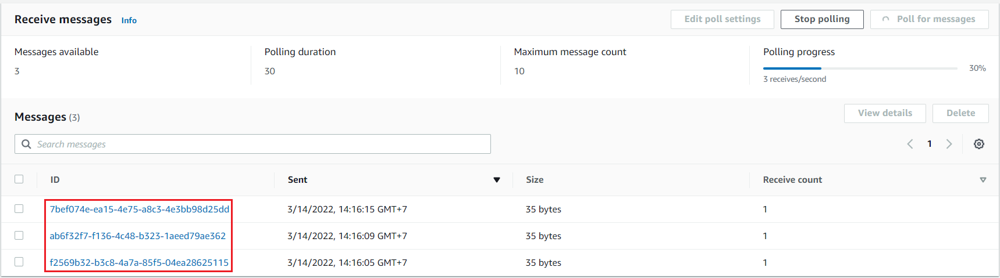 Receive messages Info Edit poll settings Stop polling Poll for messages
Messages available Polling duration Maximum message count Polling progress
3 30 10 30%
3 receives/second
Messages (3) View details Delete
Search messages 1
ID Sent Size Receive count
7bef074e-ea15-4e75-a8c3-4e3bb98d25dd 3/14/2022, 14:16:15 GMT+7 35 bytes 1
ab6f32f7-f136-4c48-b323-1aeed79ae362 3/14/2022, 14:16:09 GMT+7 35 bytes 1
f2569b32-b3c8-4a7a-85f5-04ea28625115 3/14/2022, 14:16:05 GMT+7 35 bytes 1